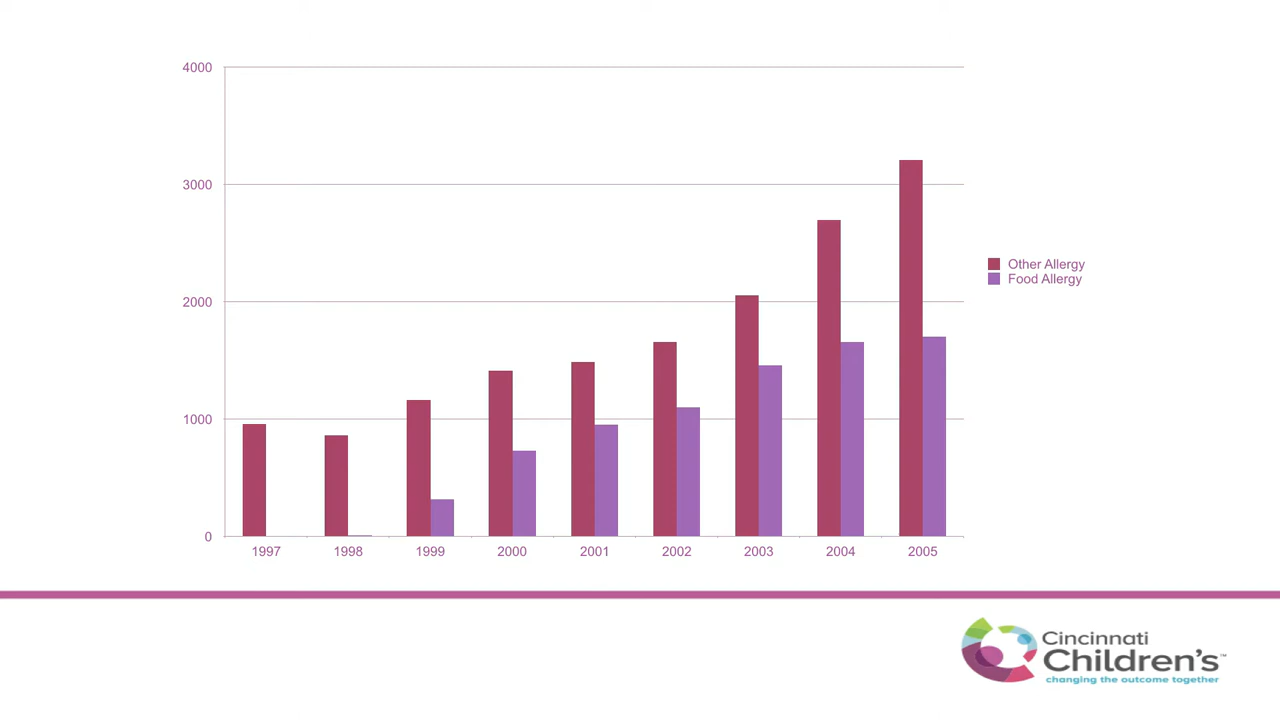 4000
3000
2000
1000
0
1997 1998 1999 2000 2001 2002 2003 2004 2005
Other Allergy
Food Allergy
Cincinnati
Children's™
changing the outcome together